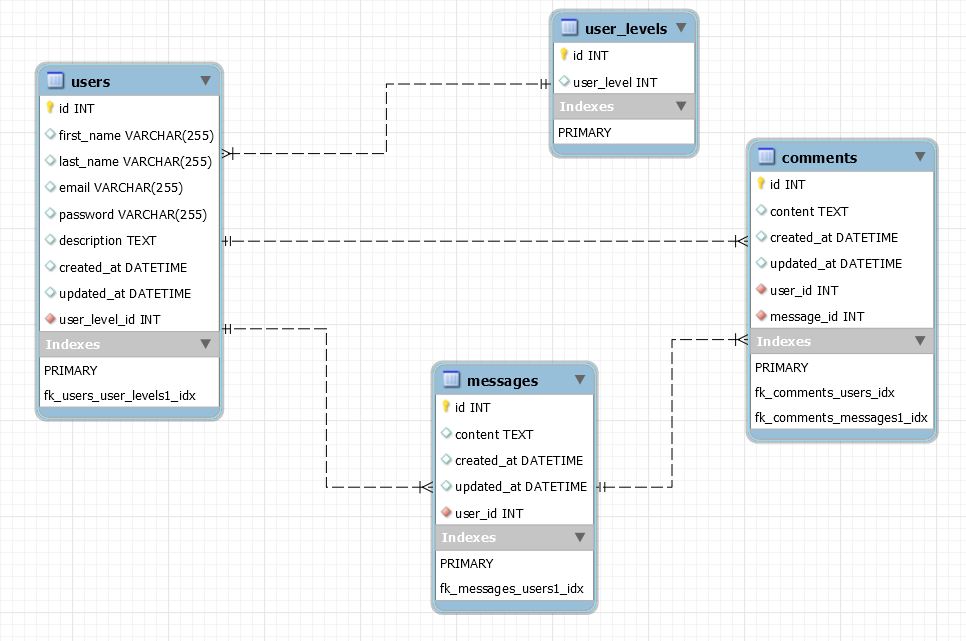 users
id INT
first_name VARCHAR(255)
last_name VARCHAR(255)
email VARCHAR(255)
password VARCHAR(255)
description TEXT
created_at DATETIME
updated_at DATETIME
user_level_id INT
Indexes
PRIMARY
fk_users_user_levels1_idx
user_levels
id INT
user_level INT
Indexes
PRIMARY
comments
id INT
content TEXT
created_at DATETIME
updated_at DATETIME
user_id INT
message_id INT
Indexes
PRIMARY
fk_comments_users_idx
fk_comments_messages1_idx
messages
id INT
content TEXT
created_at DATETIME
updated_at DATETIME
user_id INT
Indexes
PRIMARY
fk_messages_users1_idx